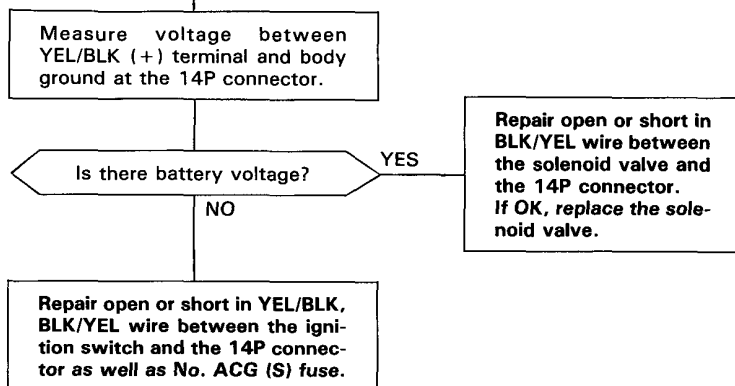 Measure voltage between
YEL/BLK (+) terminal and body
ground at the 14P connector.
Is there battery voltage?
YES
Repair open or short in
BLK/YEL wire between
the solenoid valve and
the 14P connector.
If OK, replace the sole-
noid valve.
NO
Repair open or short in YEL/BLK,
BLK/YEL wire between the igni-
tion switch and the 14P connec-
tor as well as No. ACG (S) fuse.